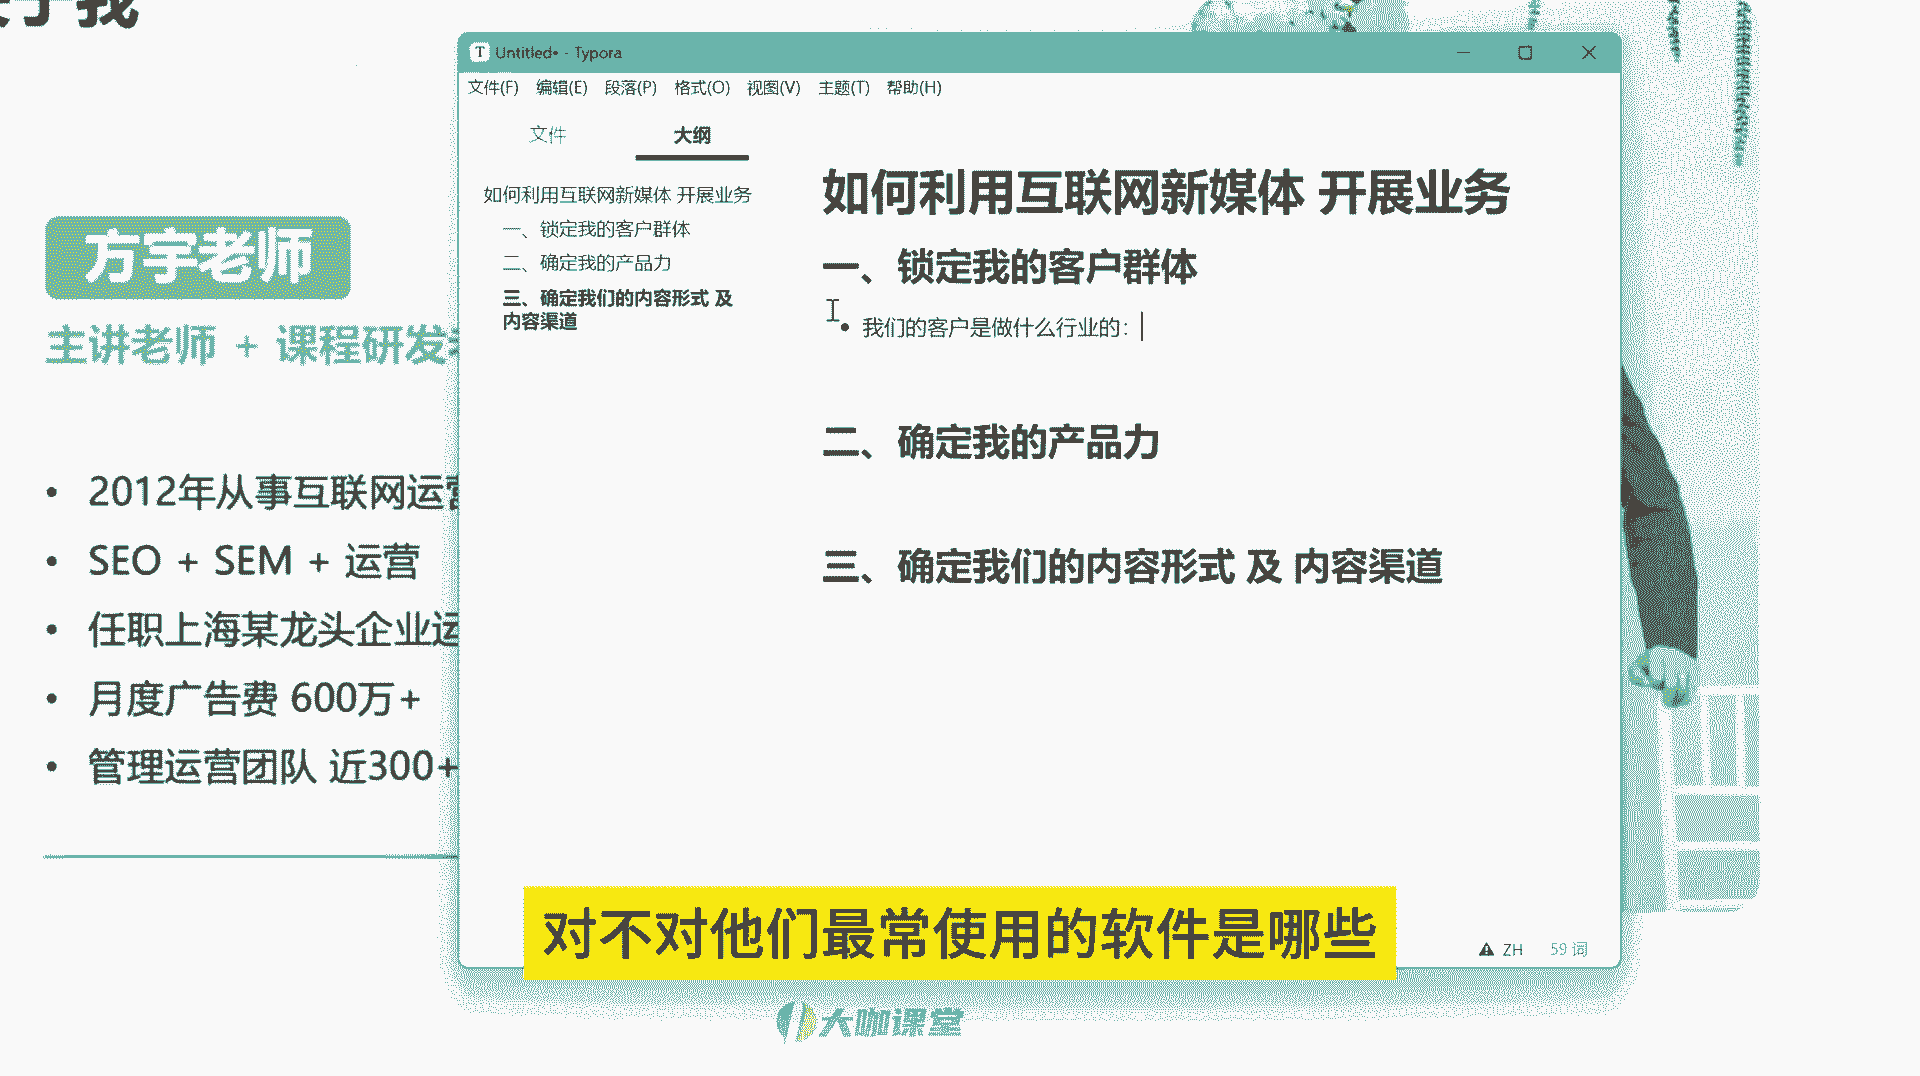 于我
方宇老师
主讲老师 + 课程研发
2012年从事互联网运营
SEO + SEM + 运营
任职上海某龙头企业运
月度广告费 600万+
管理运营团队 近300+
Untitled• - Typora
文件(F) 编辑(E) 段落(P) 格式(O) 视图(V) 主题(T) 帮助(H)
文件 大纲
如何利用互联网新媒体 开展业务
一、锁定我的客户群体
二、确定我的产品力
三、确定我们的内容形式 及
内容渠道
如何利用互联网新媒体 开展业务
一、锁定我的客户群体
我们的客户是做什么行业的：
二、确定我的产品力
三、确定我们的内容形式 及 内容渠道
ZH 59 词
对不对他们最常使用的软件是哪些
大咖课堂